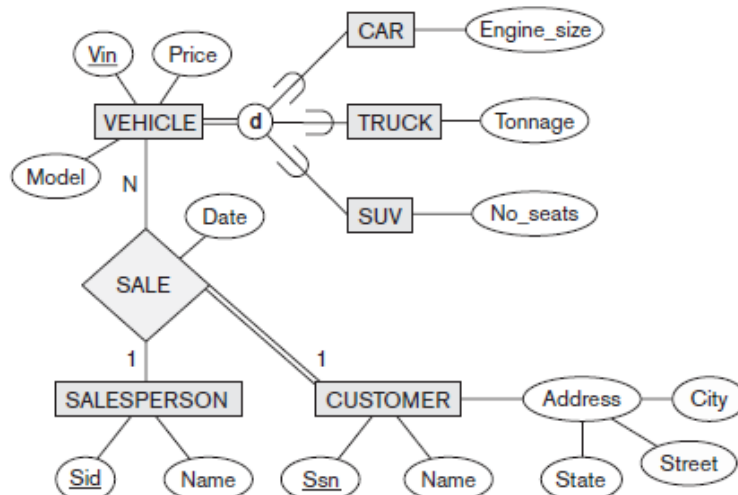 CAR
Engine_size
Vin
Price
VEHICLE
d
TRUCK
Tonnage
Model
N
Date
SUV
No_seats
SALE
1
1
SALESPERSON
CUSTOMER
Address
City
Sid
Name
Ssn
Name
State
Street